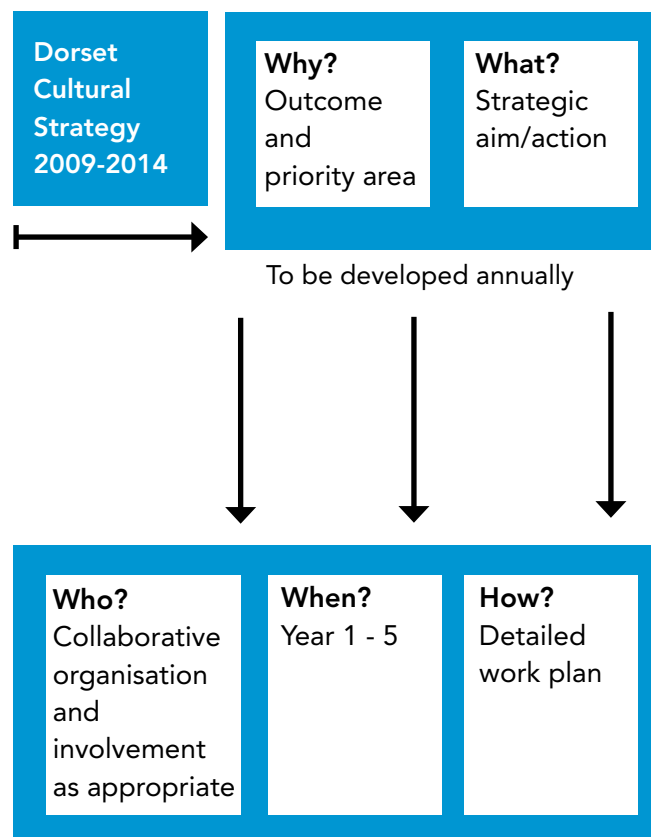 Dorset
Cultural
Strategy
2009-2014
Why?
Outcome
and
priority area
What?
Strategic
aim/action
To be developed annually
Who?
Collaborative
organisation
and
involvement
as appropriate
When?
Year 1 - 5
How?
Detailed
work plan